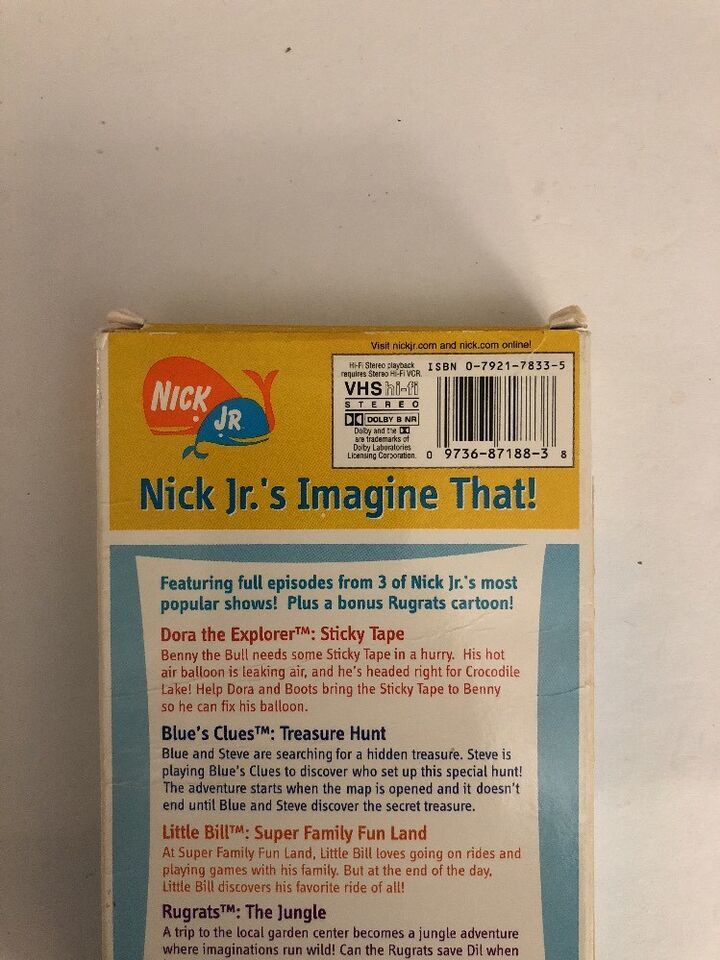 Visit nickjr.com and nick.com online!
NICK JR.
Hi-Fi Stereo playback
requires Stereo Hi-Fi VCR.
VHS hi-fi
STEREO
DOLBY B NR
Dolby and the
are trademarks of
Dolby Laboratories
Licensing Corporation.
ISBN 0-7921-7833-5
0 9736-87188-3 8
Nick Jr.'s Imagine That!
Featuring full episodes from 3 of Nick Jr.'s most
popular shows! Plus a bonus Rugrats cartoon!
Dora the Explorer™: Sticky Tape
Benny the Bull needs some Sticky Tape in a hurry. His hot
air balloon is leaking air, and he's headed right for Crocodile
Lake! Help Dora and Boots bring the Sticky Tape to Benny
so he can fix his balloon.
Blue's Clues™: Treasure Hunt
Blue and Steve are searching for a hidden treasure. Steve is
playing Blue's Clues to discover who set up this special hunt!
The adventure starts when the map is opened and it doesn't
end until Blue and Steve discover the secret treasure.
Little Bill™: Super Family Fun Land
At Super Family Fun Land, Little Bill loves going on rides and
playing games with his family. But at the end of the day,
Little Bill discovers his favorite ride of all!
Rugrats™: The Jungle
A trip to the local garden center becomes a jungle adventure
where imaginations run wild! Can the Rugrats save Dil when